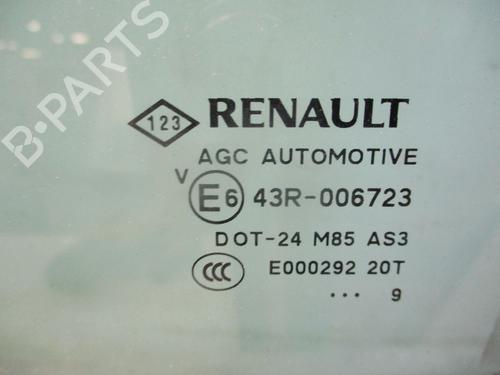 B-PARTS
123 RENAULT
AGC AUTOMOTIVE
V
E6 43R-006723
DOT-24 M85 AS3
CCC E000292 20T
... 9